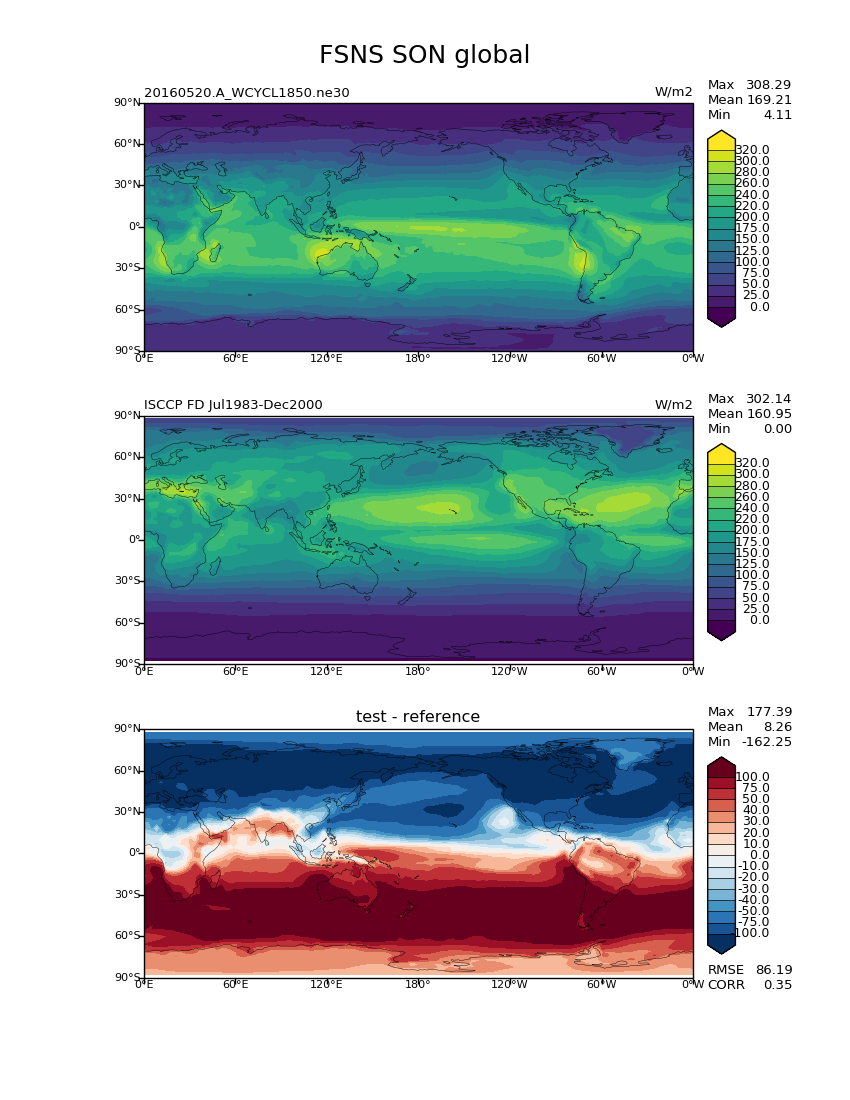 FSNS SON global
20160520.A_WCYCL1850.ne30 W/m2
Max 308.29
Mean 169.21
Min 4.11
90°N
60°N
30°N
0°
30°S
60°S
90°S
0°E 60°E 120°E 180° 120°W 60°W 0°W
320.0
300.0
280.0
260.0
240.0
220.0
200.0
175.0
150.0
125.0
100.0
75.0
50.0
25.0
0.0
ISCCP FD Jul1983-Dec2000 W/m2
Max 302.14
Mean 160.95
Min 0.00
90°N
60°N
30°N
0°
30°S
60°S
90°S
0°E 60°E 120°E 180° 120°W 60°W 0°W
320.0
300.0
280.0
260.0
240.0
220.0
200.0
175.0
150.0
125.0
100.0
75.0
50.0
25.0
0.0
test - reference
Max 177.39
Mean 8.26
Min -162.25
90°N
60°N
30°N
0°
30°S
60°S
90°S
0°E 60°E 120°E 180° 120°W 60°W 0°W
100.0
75.0
50.0
40.0
30.0
20.0
10.0
0.0
-10.0
-20.0
-30.0
-40.0
-50.0
-75.0
-100.0
RMSE 86.19
CORR 0.35